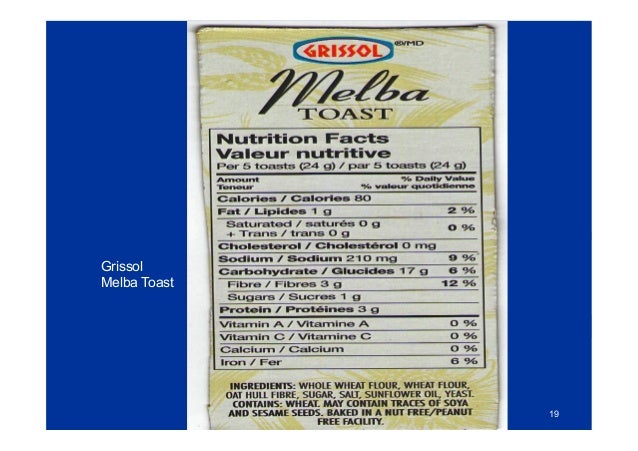 GRISSOL ®/MD
Melba
TOAST
Nutrition Facts
Valeur nutritive
Per 5 toasts (24 g) / par 5 toasts (24 g)
Amount % Daily Value
Teneur % valeur quotidienne
Calories / Calories 80
Fat / Lipides 1 g 2 %
Saturated / saturés 0 g
+ Trans / trans 0 g 0 %
Cholesterol / Cholestérol 0 mg
Sodium / Sodium 210 mg 9 %
Carbohydrate / Glucides 17 g 6 %
Fibre / Fibres 3 g 12 %
Sugars / Sucres 1 g
Protein / Protéines 3 g
Vitamin A / Vitamine A 0 %
Vitamin C / Vitamine C 0 %
Calcium / Calcium 0 %
Iron / Fer 6 %
INGREDIENTS: WHOLE WHEAT FLOUR, WHEAT FLOUR,
OAT HULL FIBRE, SUGAR, SALT, SUNFLOWER OIL, YEAST.
CONTAINS: WHEAT. MAY CONTAIN TRACES OF SOYA
AND SESAME SEEDS. BAKED IN A NUT FREE/PEANUT
FREE FACILITY.
Grissol
Melba Toast
19